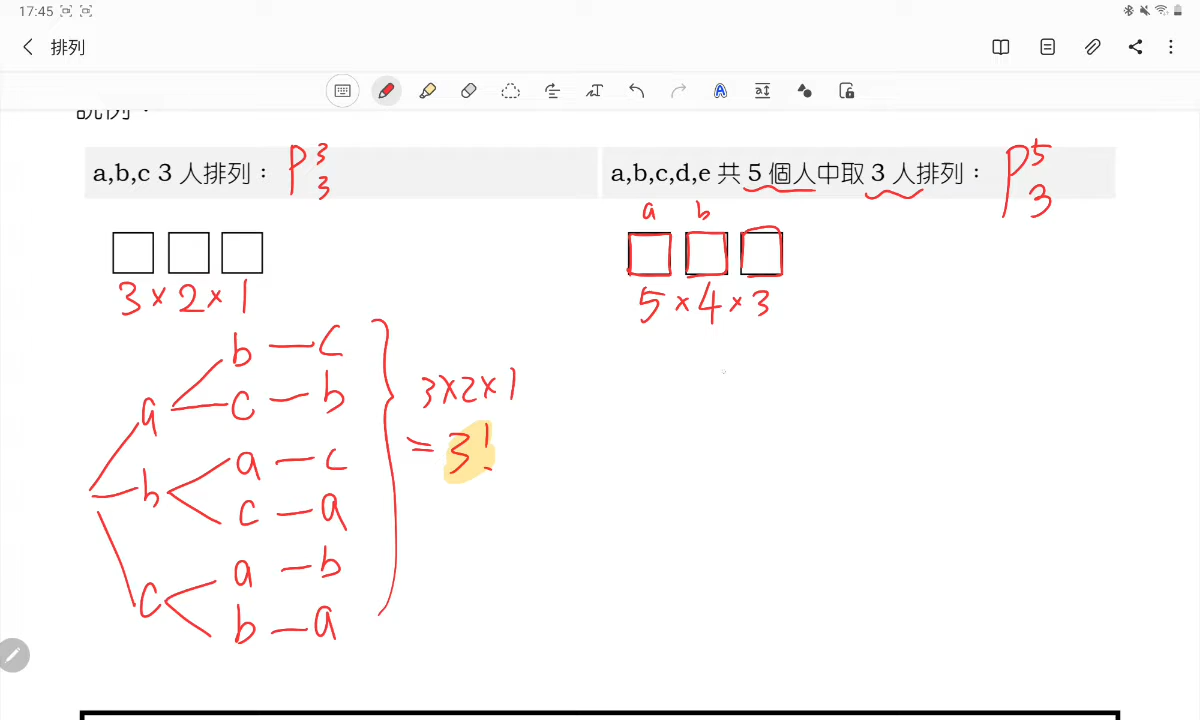 17:45
排列
說例：
a,b,c 3 人排列： P 3 3
a,b,c,d,e 共 5 個人中取 3 人排列： P 5 3
a b
3 × 2 × 1
5 × 4 × 3
b — c
a
c — b
3×2×1
= 3!
a — c
b
c — a
a — b
c
b — a